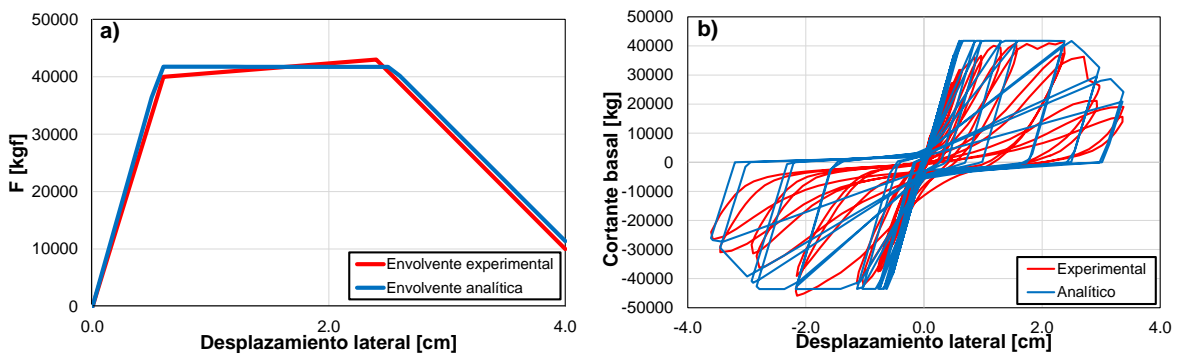 a)
50000
40000
30000
20000
10000
0
F [kgf]
0.0
2.0
4.0
Desplazamiento lateral [cm]
Envolvente experimental
Envolvente analítica
b)
50000
40000
30000
20000
10000
0
-10000
-20000
-30000
-40000
-50000
Cortante basal [kg]
-4.0
-2.0
0.0
2.0
4.0
Desplazamiento lateral [cm]
Experimental
Analítico